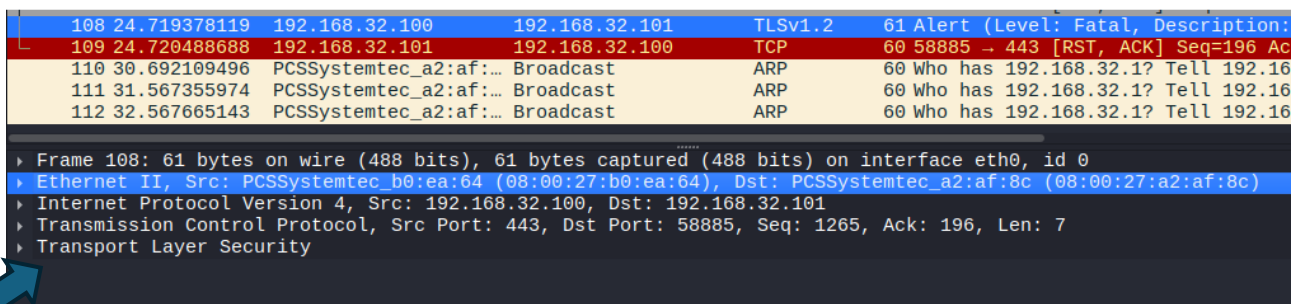 108 24.719378119 192.168.32.100 192.168.32.101 TLSv1.2 61 Alert (Level: Fatal, Description:
109 24.720488688 192.168.32.101 192.168.32.100 TCP 60 58885 → 443 [RST, ACK] Seq=196 Ac
110 30.692109496 PCSSystemtec_a2:af:… Broadcast ARP 60 Who has 192.168.32.1? Tell 192.16
111 31.567355974 PCSSystemtec_a2:af:… Broadcast ARP 60 Who has 192.168.32.1? Tell 192.16
112 32.567665143 PCSSystemtec_a2:af:… Broadcast ARP 60 Who has 192.168.32.1? Tell 192.16
Frame 108: 61 bytes on wire (488 bits), 61 bytes captured (488 bits) on interface eth0, id 0
Ethernet II, Src: PCSSystemtec_b0:ea:64 (08:00:27:b0:ea:64), Dst: PCSSystemtec_a2:af:8c (08:00:27:a2:af:8c)
Internet Protocol Version 4, Src: 192.168.32.100, Dst: 192.168.32.101
Transmission Control Protocol, Src Port: 443, Dst Port: 58885, Seq: 1265, Ack: 196, Len: 7
Transport Layer Security